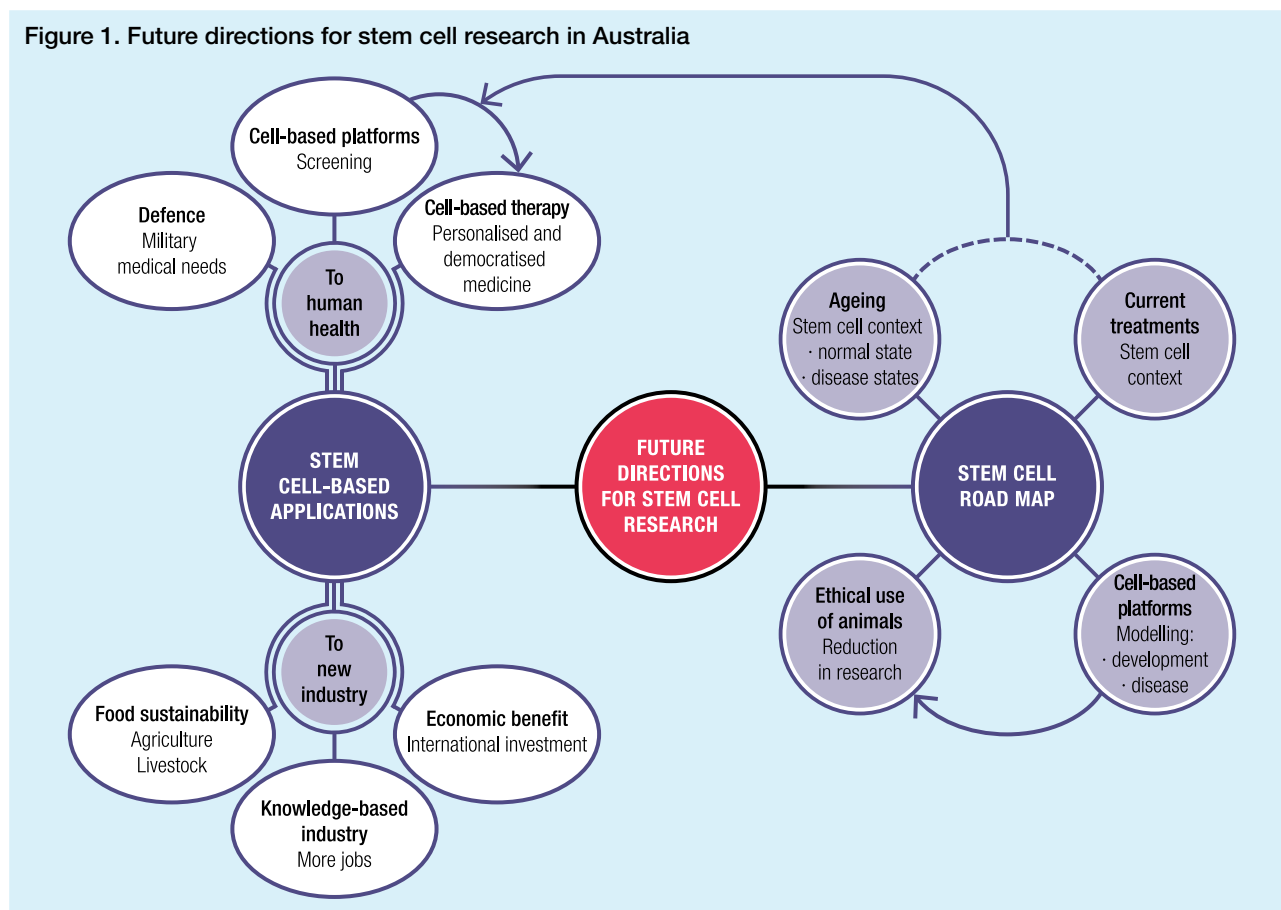 Figure 1. Future directions for stem cell research in Australia
Cell-based platforms
Screening
Defence
Military
medical needs
Cell-based therapy
Personalised and
democratised
medicine
To
human
health
Ageing
Stem cell context
· normal state
· disease states
Current
treatments
Stem cell
context
STEM
CELL-BASED
APPLICATIONS
FUTURE
DIRECTIONS
FOR STEM CELL
RESEARCH
STEM CELL
ROAD MAP
To
new
industry
Food sustainability
Agriculture
Livestock
Economic benefit
International investment
Knowledge-based
industry
More jobs
Ethical use
of animals
Reduction
in research
Cell-based
platforms
Modelling:
· development
· disease